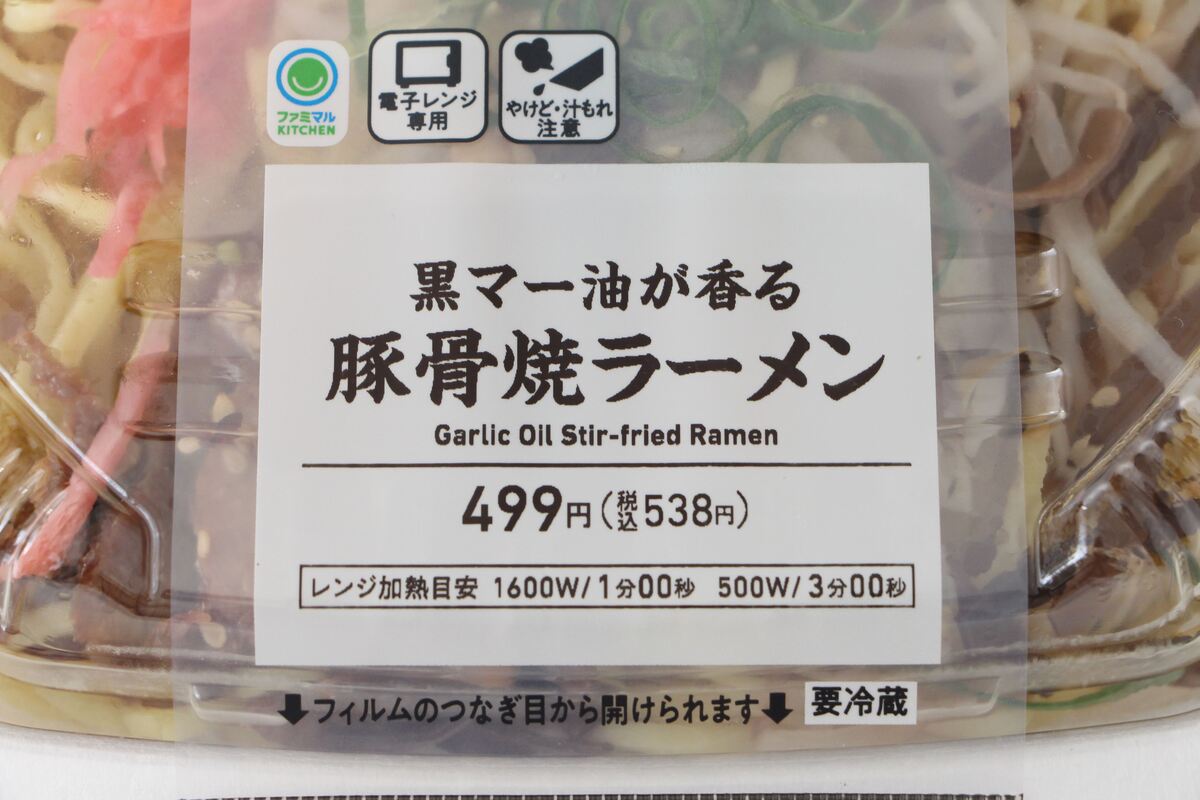 ファミマル
KITCHEN
電子レンジ
専用
やけど・汁もれ
注意
黒マー油が香る
豚骨焼ラーメン
Garlic Oil Stir-fried Ramen
499円(税込538円)
レンジ加熱目安 1600W/1分00秒 500W/3分00秒
⬇フィルムのつなぎ目から開けられます⬇
要冷蔵